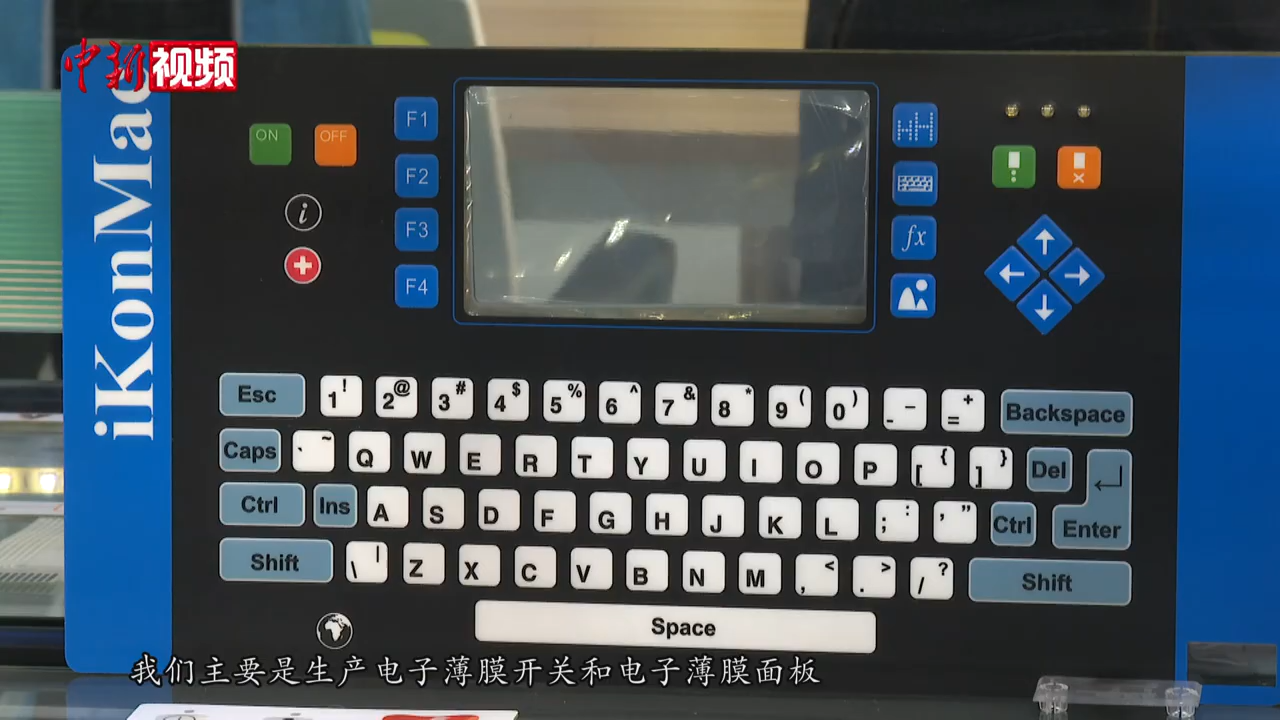 中新视频
iKonMac
ON OFF
F1
F2
F3
F4
i
fx
Esc 1 ! 2 @ 3 # 4 $ 5 % 6 ^ 7 & 8 * 9 ( 0 ) - _ = + Backspace
Caps ` ~ Q W E R T Y U I O P [ { ] } Del
Ctrl Ins A S D F G H J K L ; : ' " Ctrl Enter
Shift \ | Z X C V B N M , < . > / ? Shift
Space
我们主要是生产电子薄膜开关和电子薄膜面板